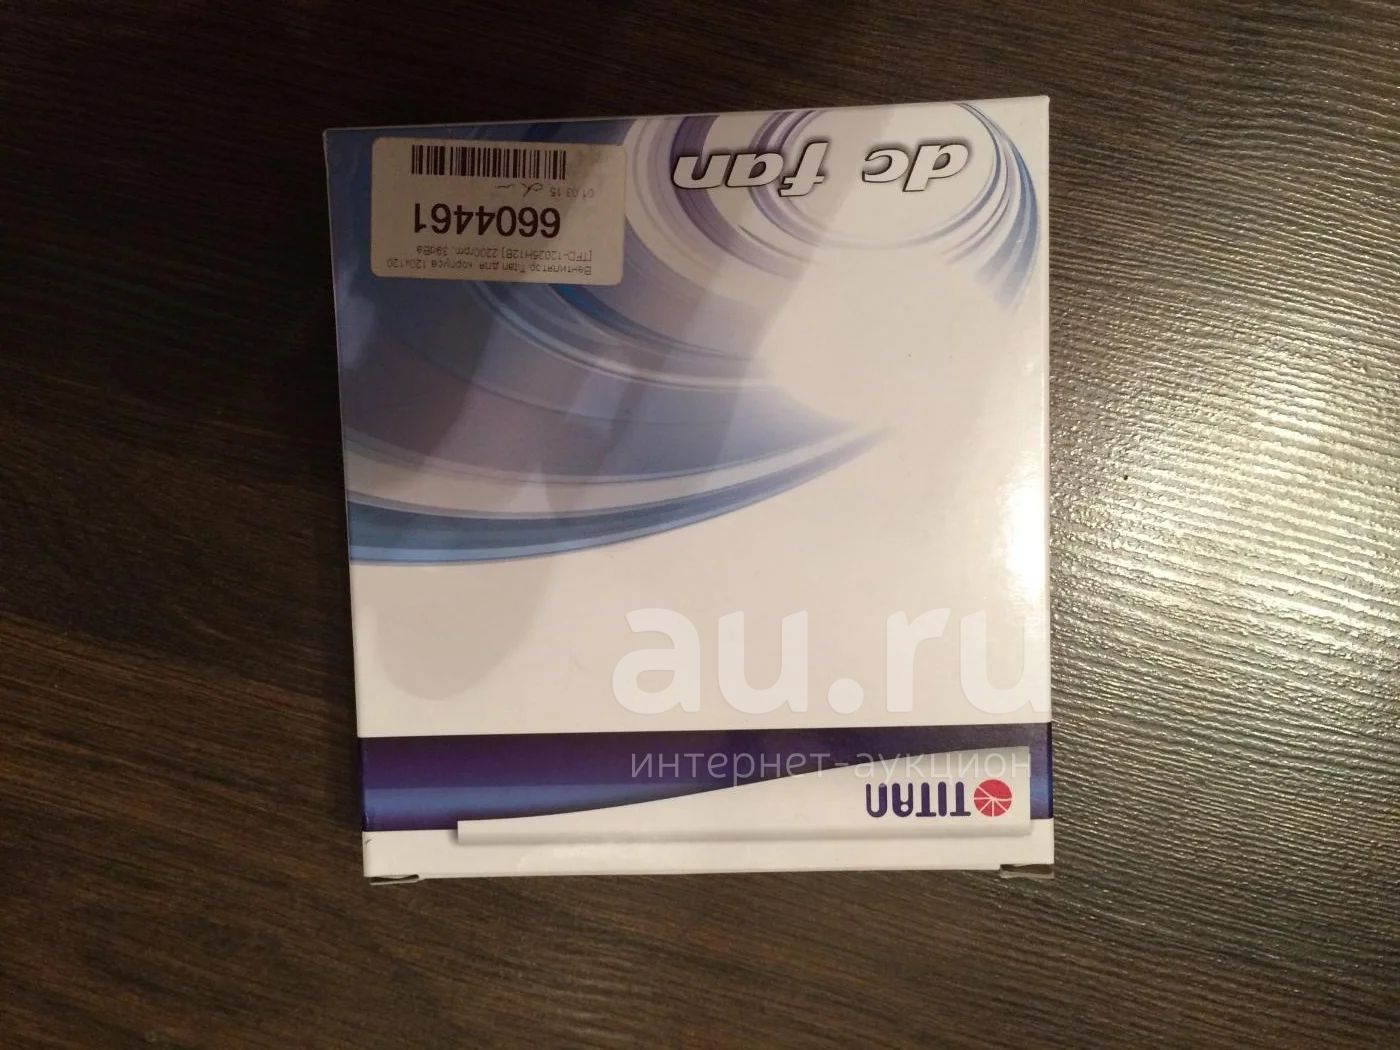 TITAN
dc fan
Вентилятор Titan для корпуса 120x120
[TFD-12025H12B] 2200rpm, 39dBa
6604461
01.03.15
au.ru
интернет-аукцион